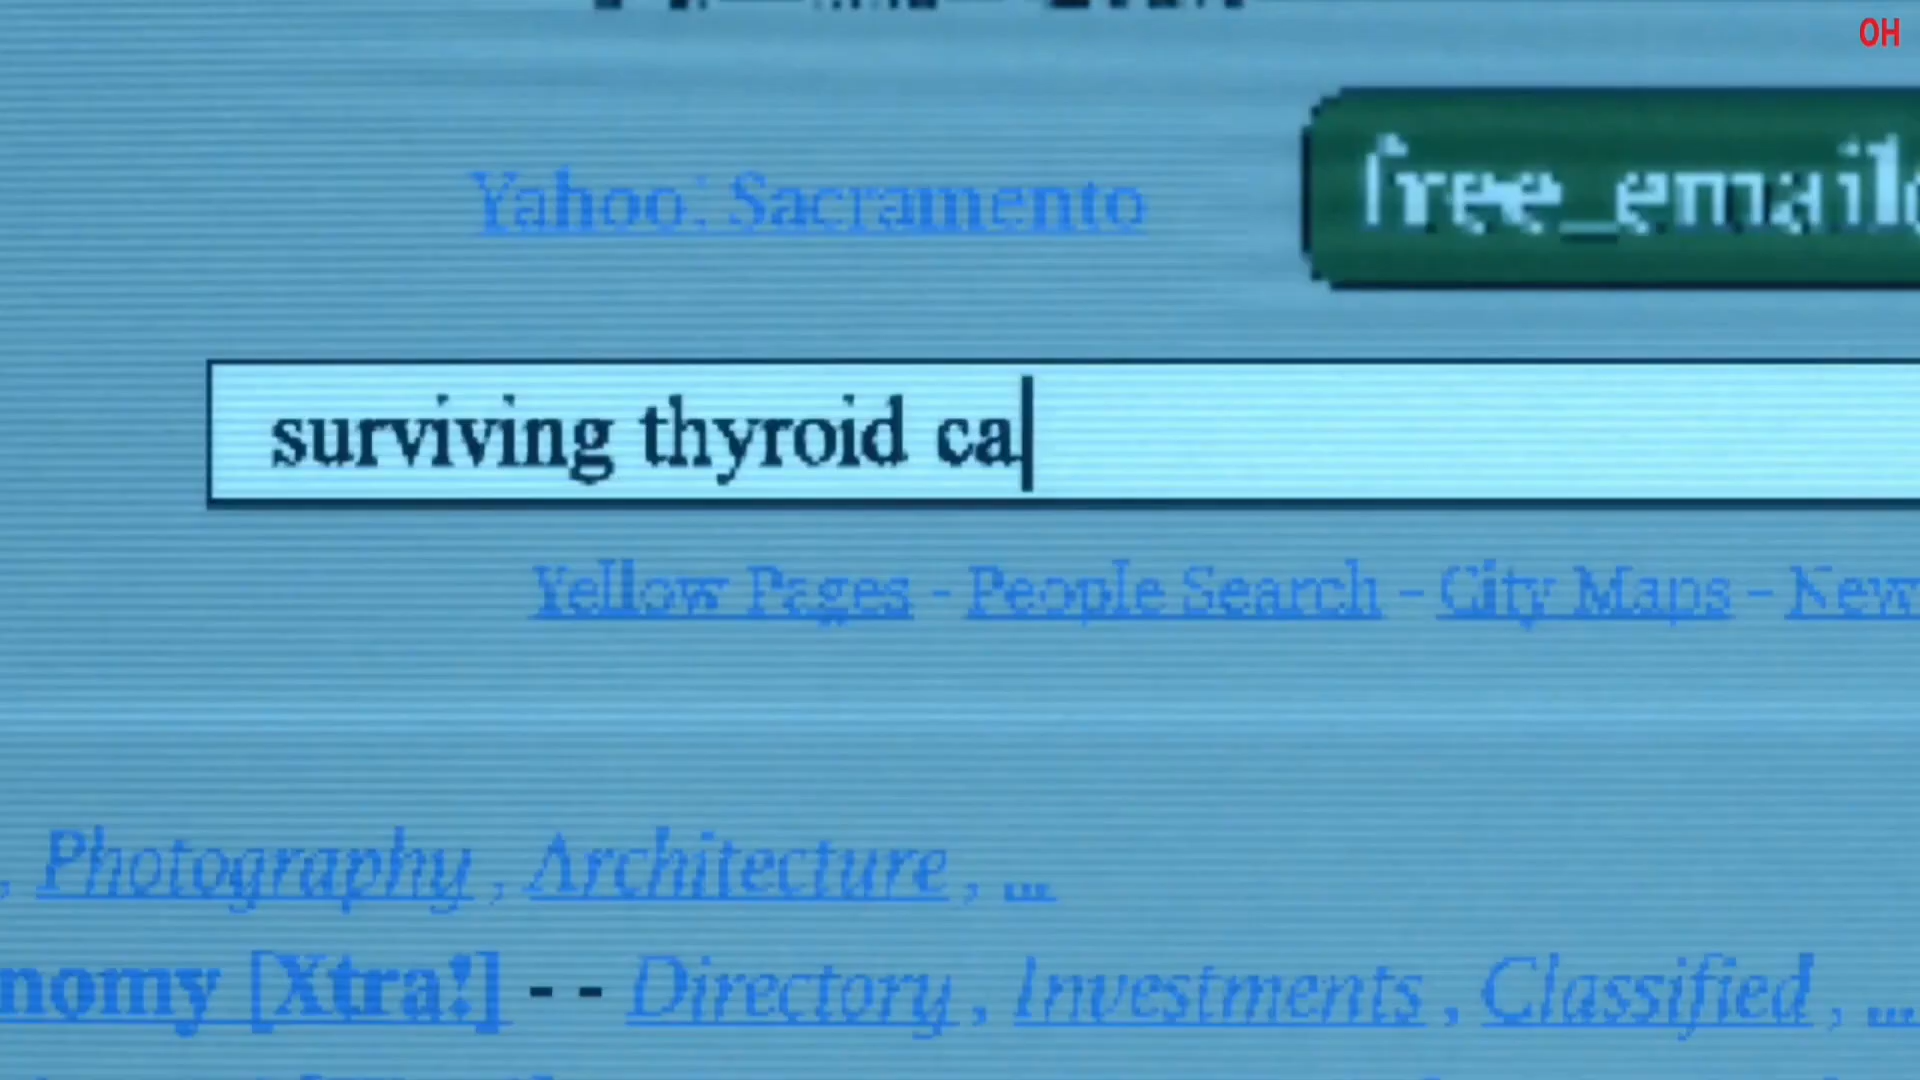 OH
Yahoo! Sacramento
free_email
surviving thyroid ca
Yellow Pages - People Search - City Maps - New
, Photography , Architecture , ...
nomy [Xtra!] - - Directory , Investments , Classified , ...